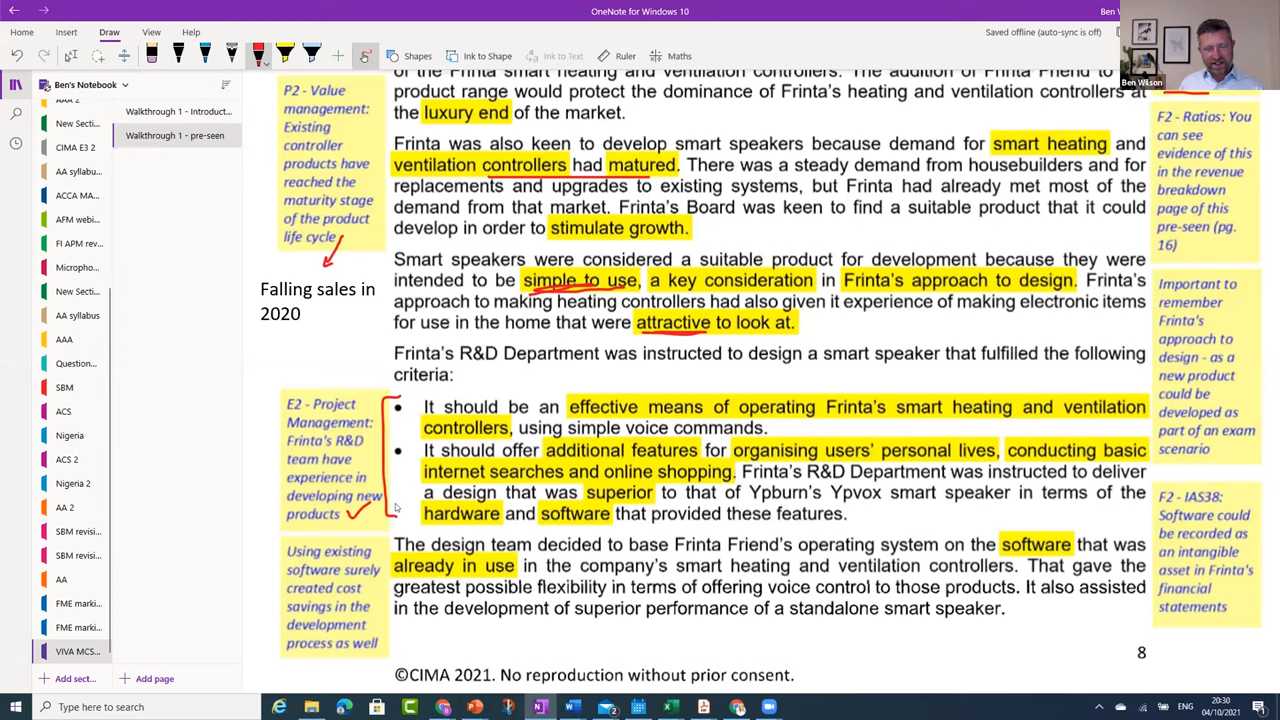 OneNote for Windows 10
Ben W
Home
Insert
Draw
View
Help
Saved offline (auto-sync is off)
Shapes
Ink to Shape
Ink to Text
Ruler
Maths
Ben Wilson
Ben's Notebook
AAA 2
New Secti...
CIMA E3 2
AA syllabu...
ACCA MA...
AFM webi...
FI APM rev...
Micropho...
New Secti...
AA syllabus
AAA
Question...
SBM
ACS
Nigeria
ACS 2
Nigeria 2
AA 2
SBM revisi...
SBM revisi...
AA
FME marki...
FME marki...
VIVA MCS...
Add sect...
Walkthrough 1 - Introduct...
Walkthrough 1 - pre-seen
Add page
P2 - Value
management:
Existing
controller
products have
reached the
maturity stage
of the product
life cycle
Falling sales in
2020
E2 - Project
Management:
Frinta's R&D
team have
experience in
developing new
products
Using existing
software surely
created cost
savings in the
development
process as well
of the Frinta smart heating and ventilation controllers. The addition of Frinta Friend to
product range would protect the dominance of Frinta's heating and ventilation controllers at
the luxury end of the market.
Frinta was also keen to develop smart speakers because demand for smart heating and
ventilation controllers had matured. There was a steady demand from housebuilders and for
replacements and upgrades to existing systems, but Frinta had already met most of the
demand from that market. Frinta's Board was keen to find a suitable product that it could
develop in order to stimulate growth.
Smart speakers were considered a suitable product for development because they were
intended to be simple to use, a key consideration in Frinta's approach to design. Frinta's
approach to making heating controllers had also given it experience of making electronic items
for use in the home that were attractive to look at.
Frinta's R&D Department was instructed to design a smart speaker that fulfilled the following
criteria:
• It should be an effective means of operating Frinta's smart heating and ventilation
controllers, using simple voice commands.
• It should offer additional features for organising users' personal lives, conducting basic
internet searches and online shopping. Frinta's R&D Department was instructed to deliver
a design that was superior to that of Ypburn's Ypvox smart speaker in terms of the
hardware and software that provided these features.
The design team decided to base Frinta Friend's operating system on the software that was
already in use in the company's smart heating and ventilation controllers. That gave the
greatest possible flexibility in terms of offering voice control to those products. It also assisted
in the development of superior performance of a standalone smart speaker.
8
©CIMA 2021. No reproduction without prior consent.
F2 - Ratios: You
can see
evidence of this
in the revenue
breakdown
page of this
pre-seen (pg.
16)
Important to
remember
Frinta's
approach to
design - as a
new product
could be
developed as
part of an exam
scenario
F2 - IAS38:
Software could
be recorded as
an intangible
asset in Frinta's
financial
statements
Type here to search
ENG
20:30
04/10/2021